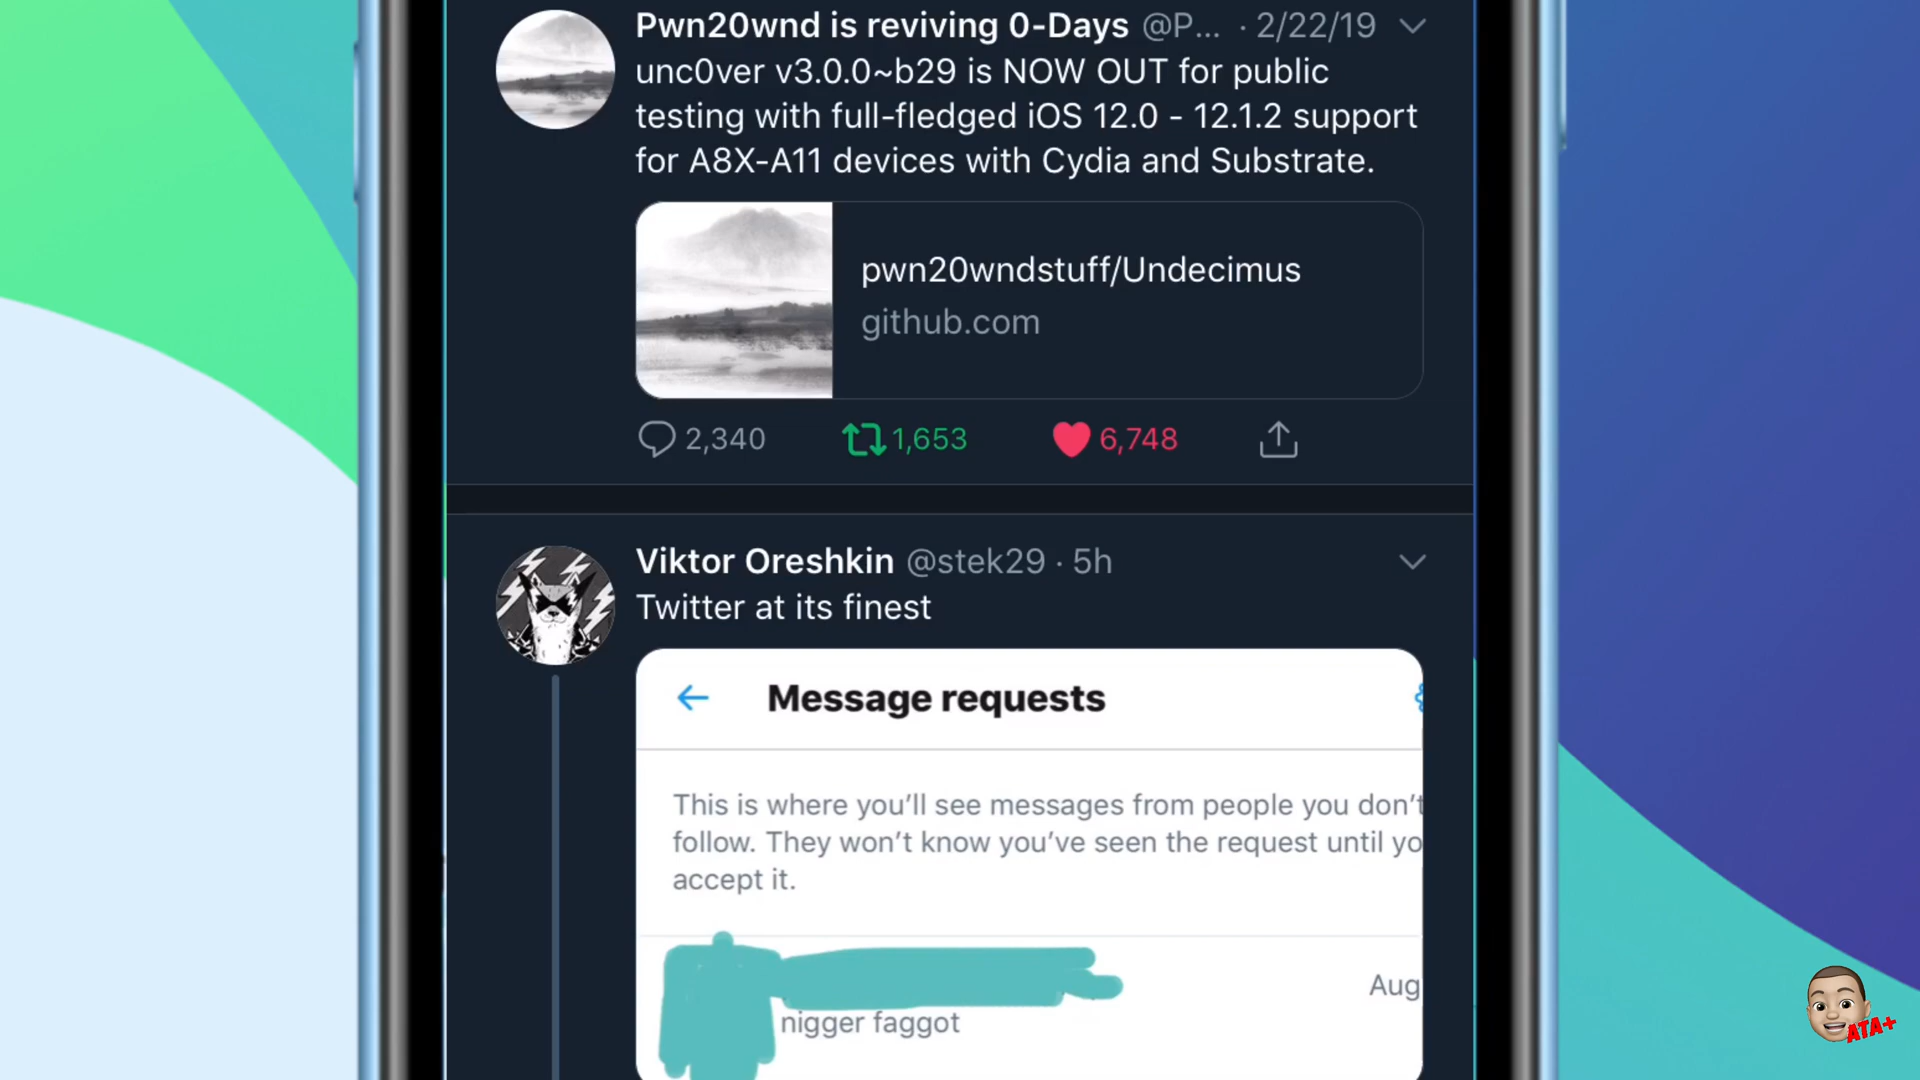 Pwn20wnd is reviving 0-Days @P... · 2/22/19
unc0ver v3.0.0~b29 is NOW OUT for public
testing with full-fledged iOS 12.0 - 12.1.2 support
for A8X-A11 devices with Cydia and Substrate.
pwn20wndstuff/Undecimus
github.com
2,340 1,653 6,748
Viktor Oreshkin @stek29 · 5h
Twitter at its finest
Message requests
This is where you'll see messages from people you don't
follow. They won't know you've seen the request until yo
accept it.
Aug
nigger faggot
ATA+